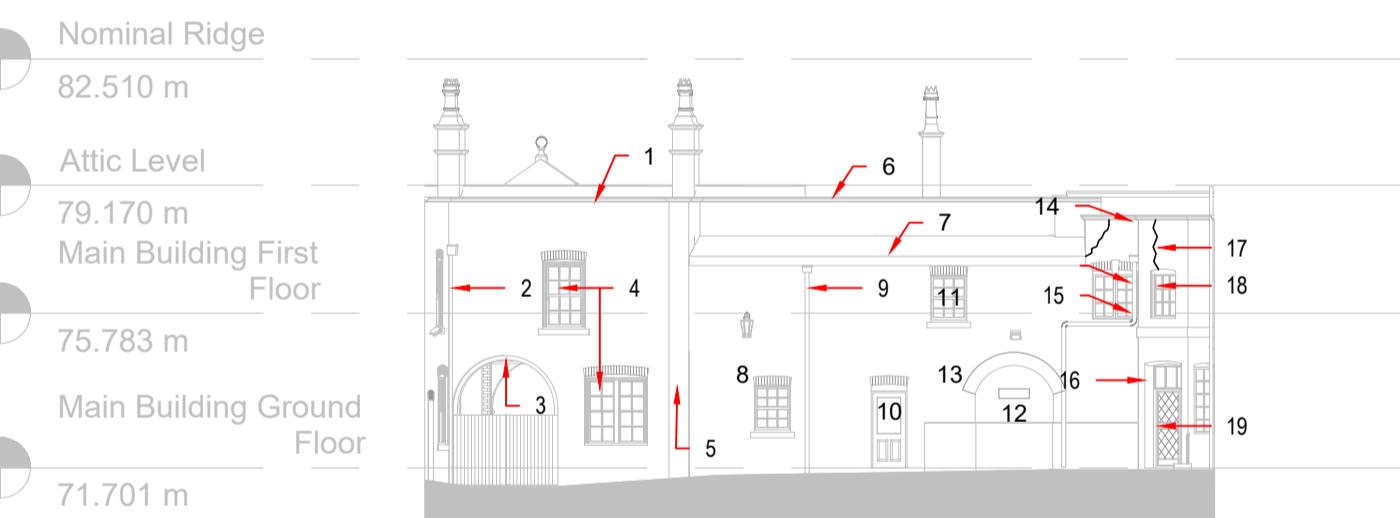 Nominal Ridge
82.510 m
Attic Level
79.170 m
Main Building First
Floor
75.783 m
Main Building Ground
Floor
71.701 m
1
6
14
7
17
2
4
9
11
15
18
8
13
16
3
10
12
19
5